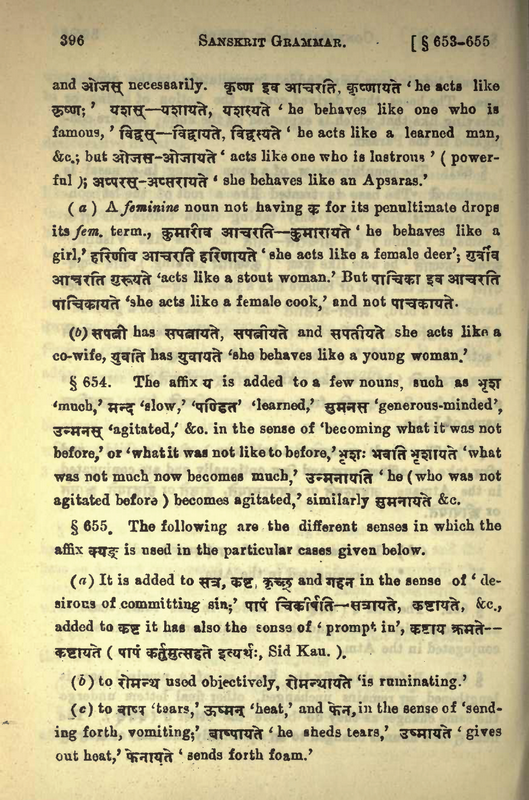 396 SANSKRIT GRAMMAR. [ § 653-655
and ओजस् necessarily. कृष्ण इव आचरति, कृष्णायते ‘he acts like
कृष्ण;’ यशस्—यशायते, यशस्यते ‘ he behaves like one who is
famous, ’ विद्वस्—विद्वायते, विद्वस्यते ‘ he acts like a learned man,
&c.; but ओजस-ओजायते ‘ acts like one who is lustrous ’ ( power-
ful ); अप्सरस्-अप्सरायते ‘ she behaves like an Apsaras.’
( a ) A feminine noun not having क for its penultimate drops
its fem. term., कुमारीव आचरति—कुमारायते ‘ he behaves like a
girl,’ हरिणीव आचरति हरिणायते ‘ she acts like a female deer’; गुर्वीव
आचरति गुरूयते ‘acts like a stout woman.’ But पाचिका इव आचरति
पाचिकायते ‘she acts like a female cook,’ and not पाचकायते.
(b) सपत्नी has सपत्नायते, सपत्नीयते and सपतीयते she acts like a
co-wife, युवति has युवायते ‘she behaves like a young woman.’
§ 654. The affix य is added to a few nouns, such as भृश
‘much,’ मन्द ‘slow,’ ‘पण्डित’ ‘learned,’ सुमनस ‘generous-minded’,
उन्मनस् ‘agitated,’ &c. in the sense of ‘becoming what it was not
before,’ or ‘what it was not like to before,’ भृशः भवति भृशायते ‘what
was not much now becomes much,’ उन्मनायति ‘ he ( who was not
agitated before ) becomes agitated,’ similarly सुमनायते &c.
§ 655. The following are the different senses in which the
affix क्यङ् is used in the particular cases given below.
(a) It is added to सत्र, कष्ट, कृच्छ्र and गहन in the sense of ‘ de-
sirous of committing sin;’ पापं चिकीर्षति—सत्रायते, कष्टायते, &c.,
added to कष्ट it has also the sense of ‘ prompt in’, कष्टाय क्रमते--
कष्टायते ( पापं कर्तुमुत्सहते इत्यर्थः, Sid Kau. ).
(b) to रोमन्थ used objectively, रोमन्थायते ‘is ruminating.’
(c) to बाष्प ‘tears,’ ऊष्मन् ‘heat,’ and फेन, in the sense of ‘send-
ing forth, vomiting;’ बाष्पायते ‘ he sheds tears,’ उष्मायते ‘ gives
out heat,’ फेनायते ‘ sends forth foam.’